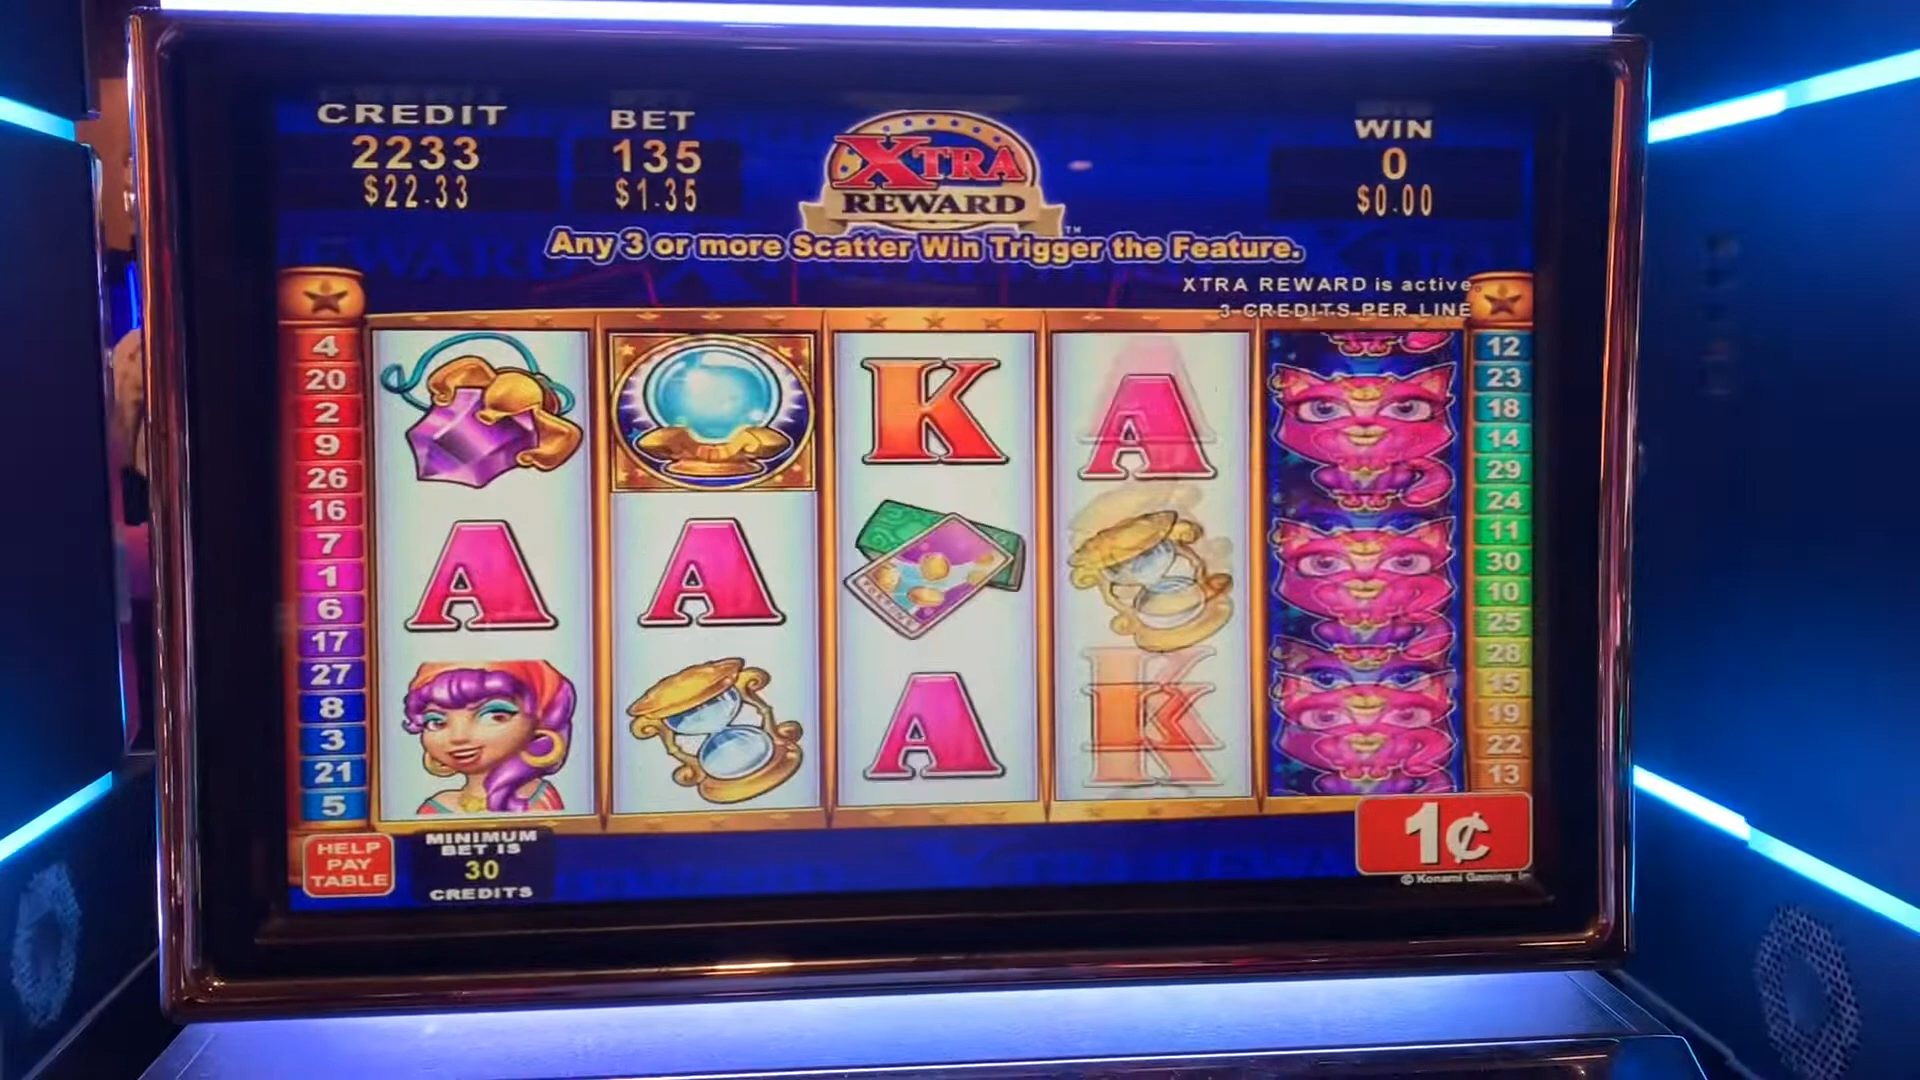 CREDIT
2233
$22.33
BET
135
$1.35
XTRA
REWARD
™
WIN
0
$0.00
Any 3 or more Scatter Win Trigger the Feature.
XTRA REWARD is active.
3 CREDITS PER LINE
4
20
2
9
26
16
7
1
6
17
27
8
3
21
5
K
A
A
A
FORTUNE
K
A
12
23
18
14
29
24
11
30
10
25
28
15
19
22
13
HELP
PAY
TABLE
MINIMUM
BET IS
30
CREDITS
1¢
© Konami Gaming, In